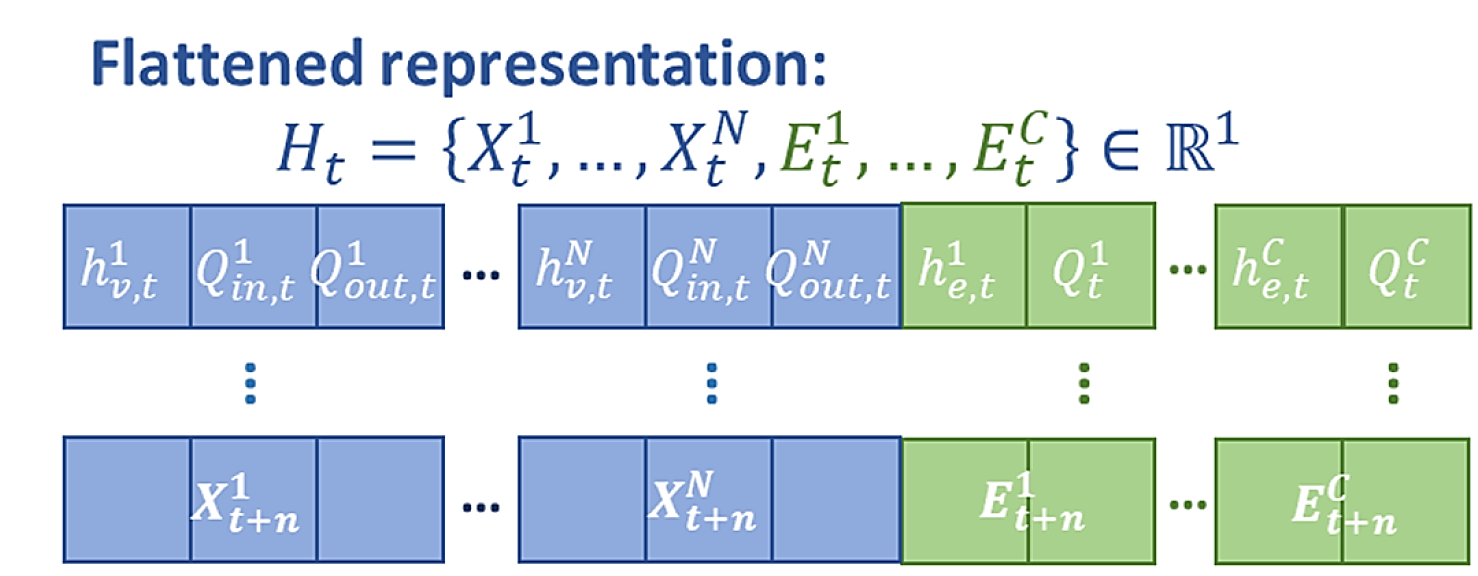 Flattened representation:
H_t = {X_t^1, …, X_t^N, E_t^1, …, E_t^C} ∈ ℝ^1
h_{v,t}^1 Q_{in,t}^1 Q_{out,t}^1 … h_{v,t}^N Q_{in,t}^N Q_{out,t}^N h_{e,t}^1 Q_t^1 … h_{e,t}^C Q_t^C
⋮ ⋮ ⋮ ⋮
X_{t+n}^1 … X_{t+n}^N E_{t+n}^1 … E_{t+n}^C